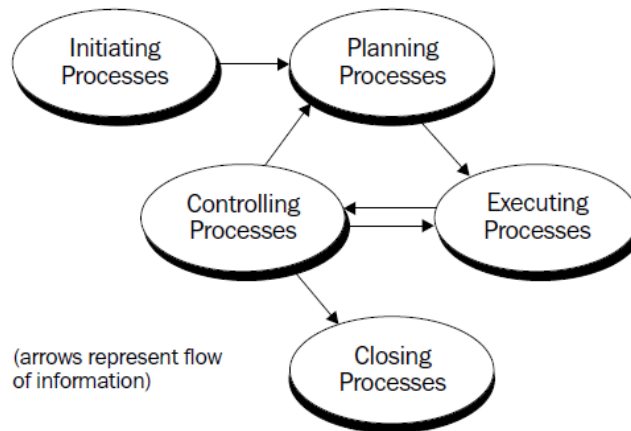 Initiating
Processes
Planning
Processes
Controlling
Processes
Executing
Processes
(arrows represent flow
of information)
Closing
Processes